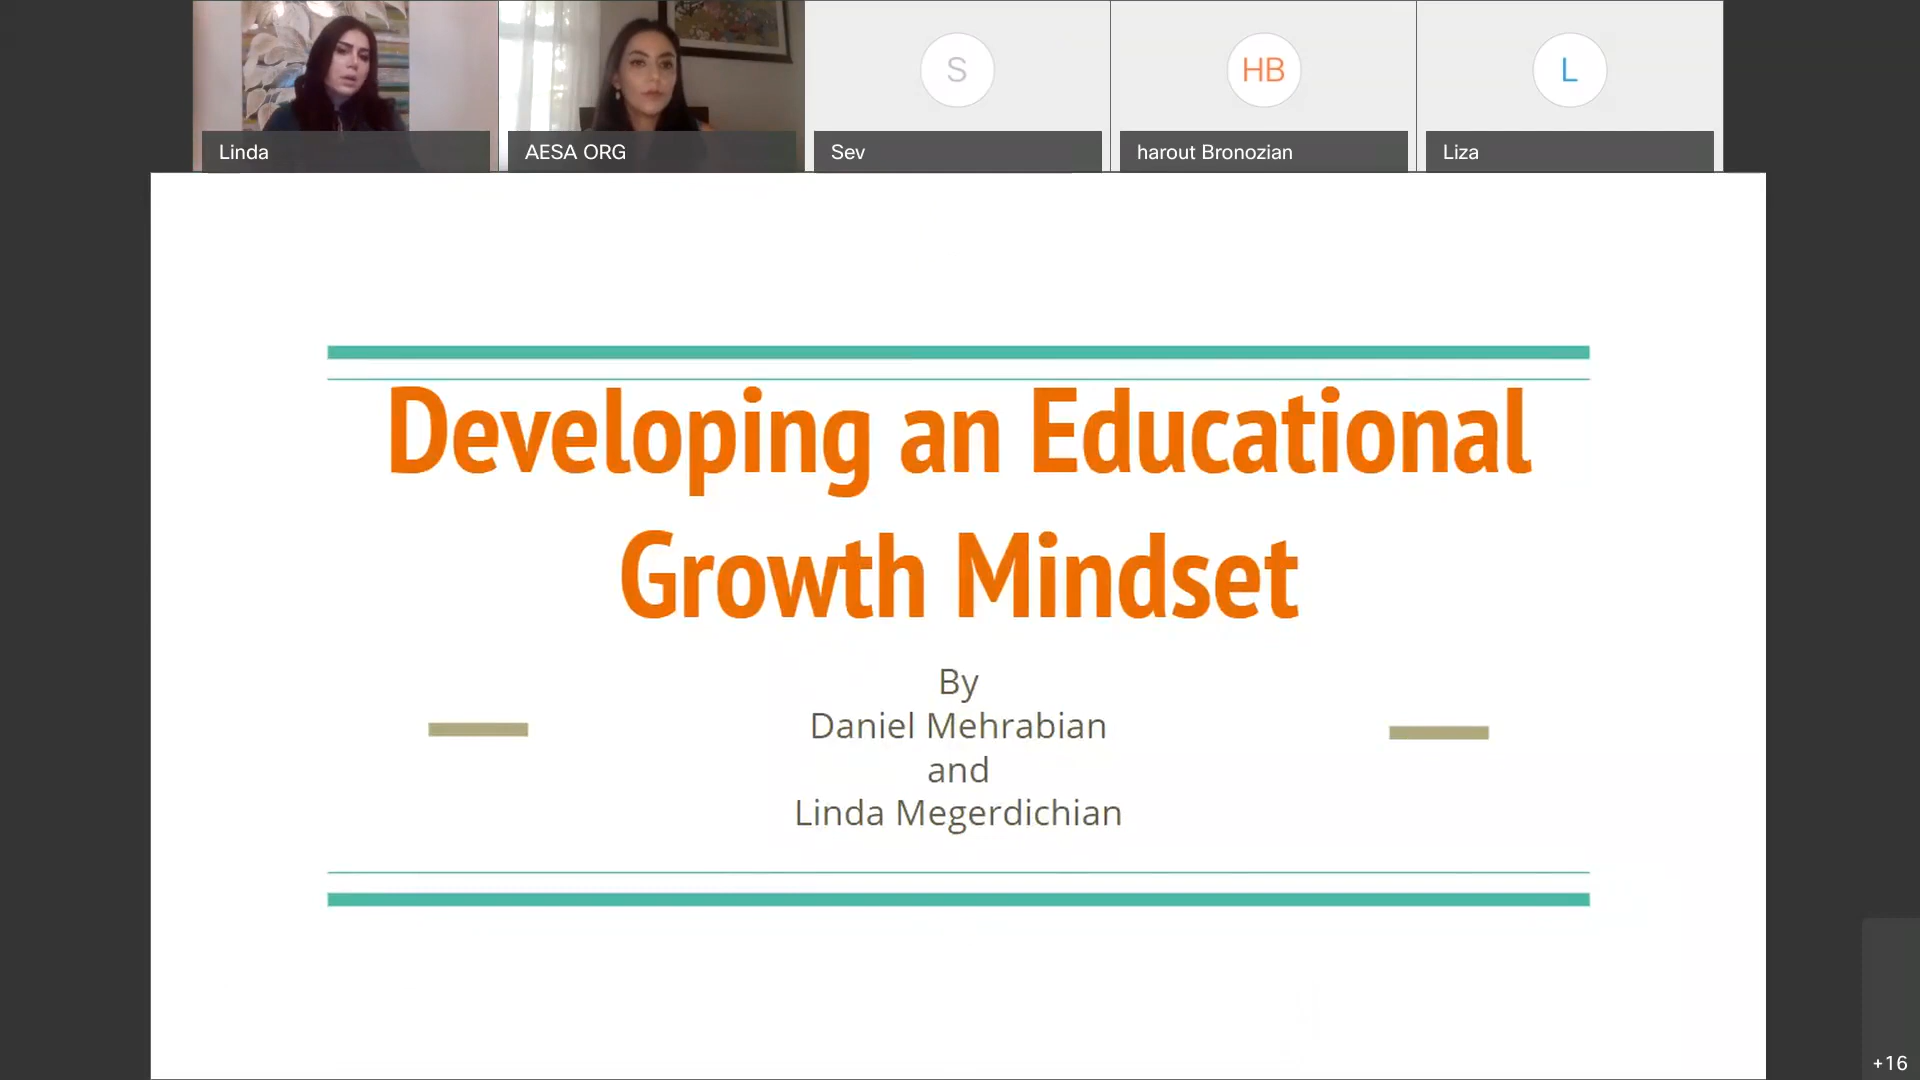 Linda
AESA ORG
S
Sev
HB
harout Bronozian
L
Liza
Developing an Educational
Growth Mindset
By
Daniel Mehrabian
and
Linda Megerdichian
+16